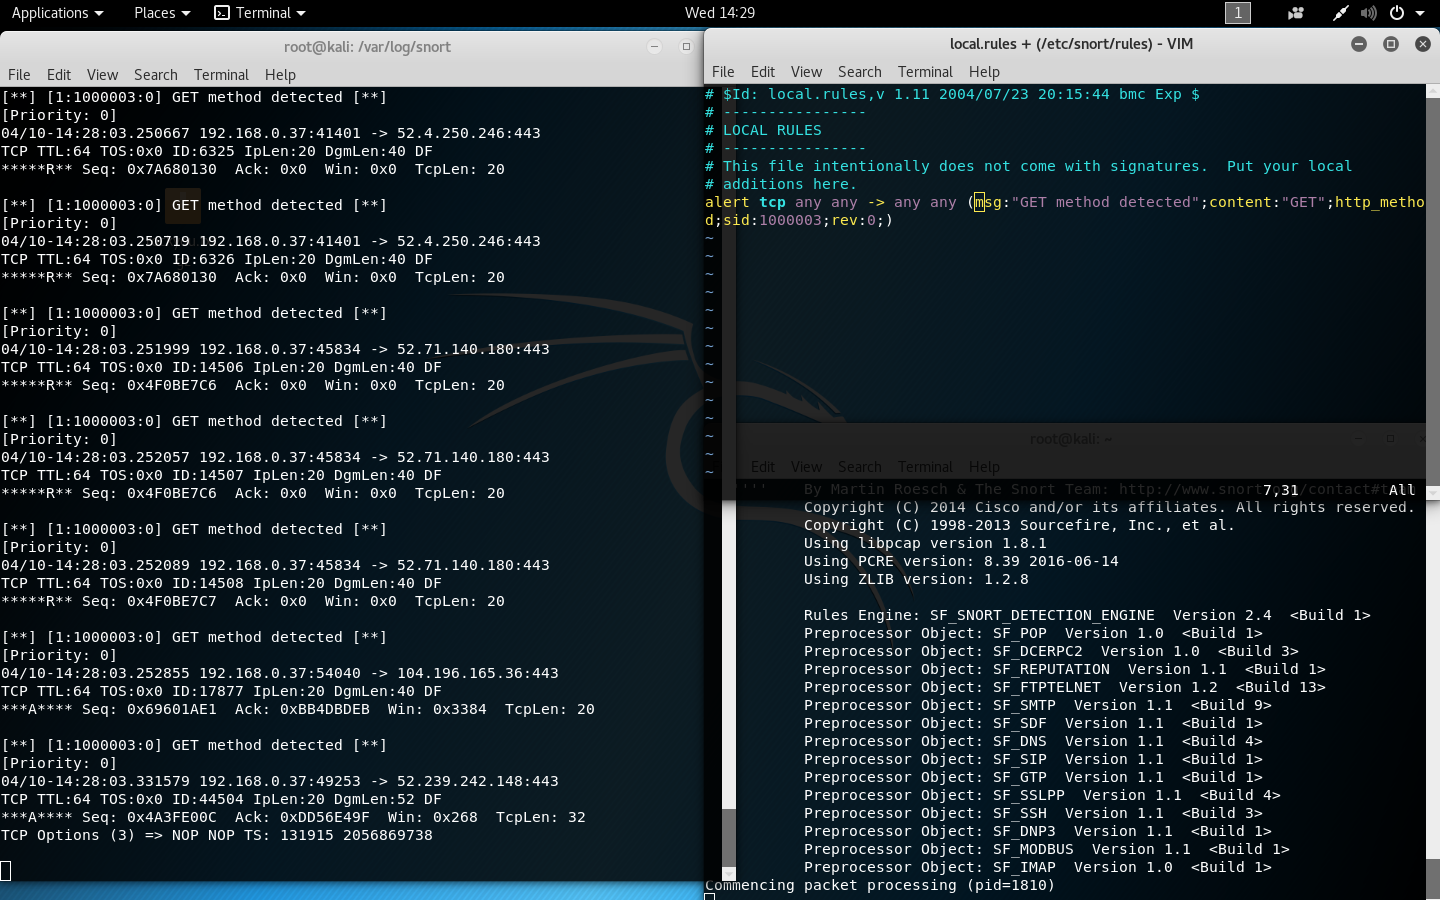 Applications Places Terminal Wed 14:29 1
root@kali: /var/log/snort
File Edit View Search Terminal Help
[**] [1:1000003:0] GET method detected [**]
[Priority: 0]
04/10-14:28:03.250667 192.168.0.37:41401 -> 52.4.250.246:443
TCP TTL:64 TOS:0x0 ID:6325 IpLen:20 DgmLen:40 DF
*****R** Seq: 0x7A680130  Ack: 0x0  Win: 0x0  TcpLen: 20
[**] [1:1000003:0] GET method detected [**]
[Priority: 0]
04/10-14:28:03.250719 192.168.0.37:41401 -> 52.4.250.246:443
TCP TTL:64 TOS:0x0 ID:6326 IpLen:20 DgmLen:40 DF
*****R** Seq: 0x7A680130  Ack: 0x0  Win: 0x0  TcpLen: 20
[**] [1:1000003:0] GET method detected [**]
[Priority: 0]
04/10-14:28:03.251999 192.168.0.37:45834 -> 52.71.140.180:443
TCP TTL:64 TOS:0x0 ID:14506 IpLen:20 DgmLen:40 DF
*****R** Seq: 0x4F0BE7C6  Ack: 0x0  Win: 0x0  TcpLen: 20
[**] [1:1000003:0] GET method detected [**]
[Priority: 0]
04/10-14:28:03.252057 192.168.0.37:45834 -> 52.71.140.180:443
TCP TTL:64 TOS:0x0 ID:14507 IpLen:20 DgmLen:40 DF
*****R** Seq: 0x4F0BE7C6  Ack: 0x0  Win: 0x0  TcpLen: 20
[**] [1:1000003:0] GET method detected [**]
[Priority: 0]
04/10-14:28:03.252089 192.168.0.37:45834 -> 52.71.140.180:443
TCP TTL:64 TOS:0x0 ID:14508 IpLen:20 DgmLen:40 DF
*****R** Seq: 0x4F0BE7C7  Ack: 0x0  Win: 0x0  TcpLen: 20
[**] [1:1000003:0] GET method detected [**]
[Priority: 0]
04/10-14:28:03.252855 192.168.0.37:54040 -> 104.196.165.36:443
TCP TTL:64 TOS:0x0 ID:17877 IpLen:20 DgmLen:40 DF
***A**** Seq: 0x69601AE1  Ack: 0xBB4DBDEB  Win: 0x3384  TcpLen: 20
[**] [1:1000003:0] GET method detected [**]
[Priority: 0]
04/10-14:28:03.331579 192.168.0.37:49253 -> 52.239.242.148:443
TCP TTL:64 TOS:0x0 ID:44504 IpLen:20 DgmLen:52 DF
***A**** Seq: 0x4A3FE00C  Ack: 0xDD56E49F  Win: 0x268  TcpLen: 32
TCP Options (3) => NOP NOP TS: 131915 2056869738
local.rules + (/etc/snort/rules) - VIM
File Edit View Search Terminal Help
# $Id: local.rules,v 1.11 2004/07/23 20:15:44 bmc Exp $
# ----------------
# LOCAL RULES
# ----------------
# This file intentionally does not come with signatures.  Put your local
# additions here.
alert tcp any any -> any any (msg:"GET method detected";content:"GET";http_metho
d;sid:1000003;rev:0;)
~
~
~
~
~
~
~
~
~
~
~
~
~
~
7,31 All
root@kali: ~
Edit View Search Terminal Help
'''' By Martin Roesch & The Snort Team: http://www.snort.org/contact#t
Copyright (C) 2014 Cisco and/or its affiliates. All rights reserved.
Copyright (C) 1998-2013 Sourcefire, Inc., et al.
Using libpcap version 1.8.1
Using PCRE version: 8.39 2016-06-14
Using ZLIB version: 1.2.8
Rules Engine: SF_SNORT_DETECTION_ENGINE  Version 2.4  <Build 1>
Preprocessor Object: SF_POP  Version 1.0  <Build 1>
Preprocessor Object: SF_DCERPC2  Version 1.0  <Build 3>
Preprocessor Object: SF_REPUTATION  Version 1.1  <Build 1>
Preprocessor Object: SF_FTPTELNET  Version 1.2  <Build 13>
Preprocessor Object: SF_SMTP  Version 1.1  <Build 9>
Preprocessor Object: SF_SDF  Version 1.1  <Build 1>
Preprocessor Object: SF_DNS  Version 1.1  <Build 4>
Preprocessor Object: SF_SIP  Version 1.1  <Build 1>
Preprocessor Object: SF_GTP  Version 1.1  <Build 1>
Preprocessor Object: SF_SSLPP  Version 1.1  <Build 4>
Preprocessor Object: SF_SSH  Version 1.1  <Build 3>
Preprocessor Object: SF_DNP3  Version 1.1  <Build 1>
Preprocessor Object: SF_MODBUS  Version 1.1  <Build 1>
Preprocessor Object: SF_IMAP  Version 1.0  <Build 1>
Commencing packet processing (pid=1810)